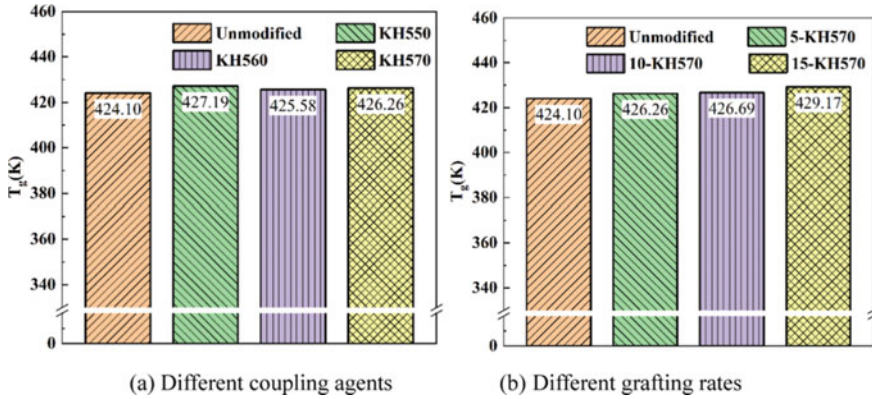 460
440
420
400
380
360
340
0
Tg(K)
Unmodified KH550
KH560 KH570
424.10 427.19 425.58 426.26
(a) Different coupling agents
460
440
420
400
380
360
340
0
Tg(K)
Unmodified 5-KH570
10-KH570 15-KH570
424.10 426.26 426.69 429.17
(b) Different grafting rates